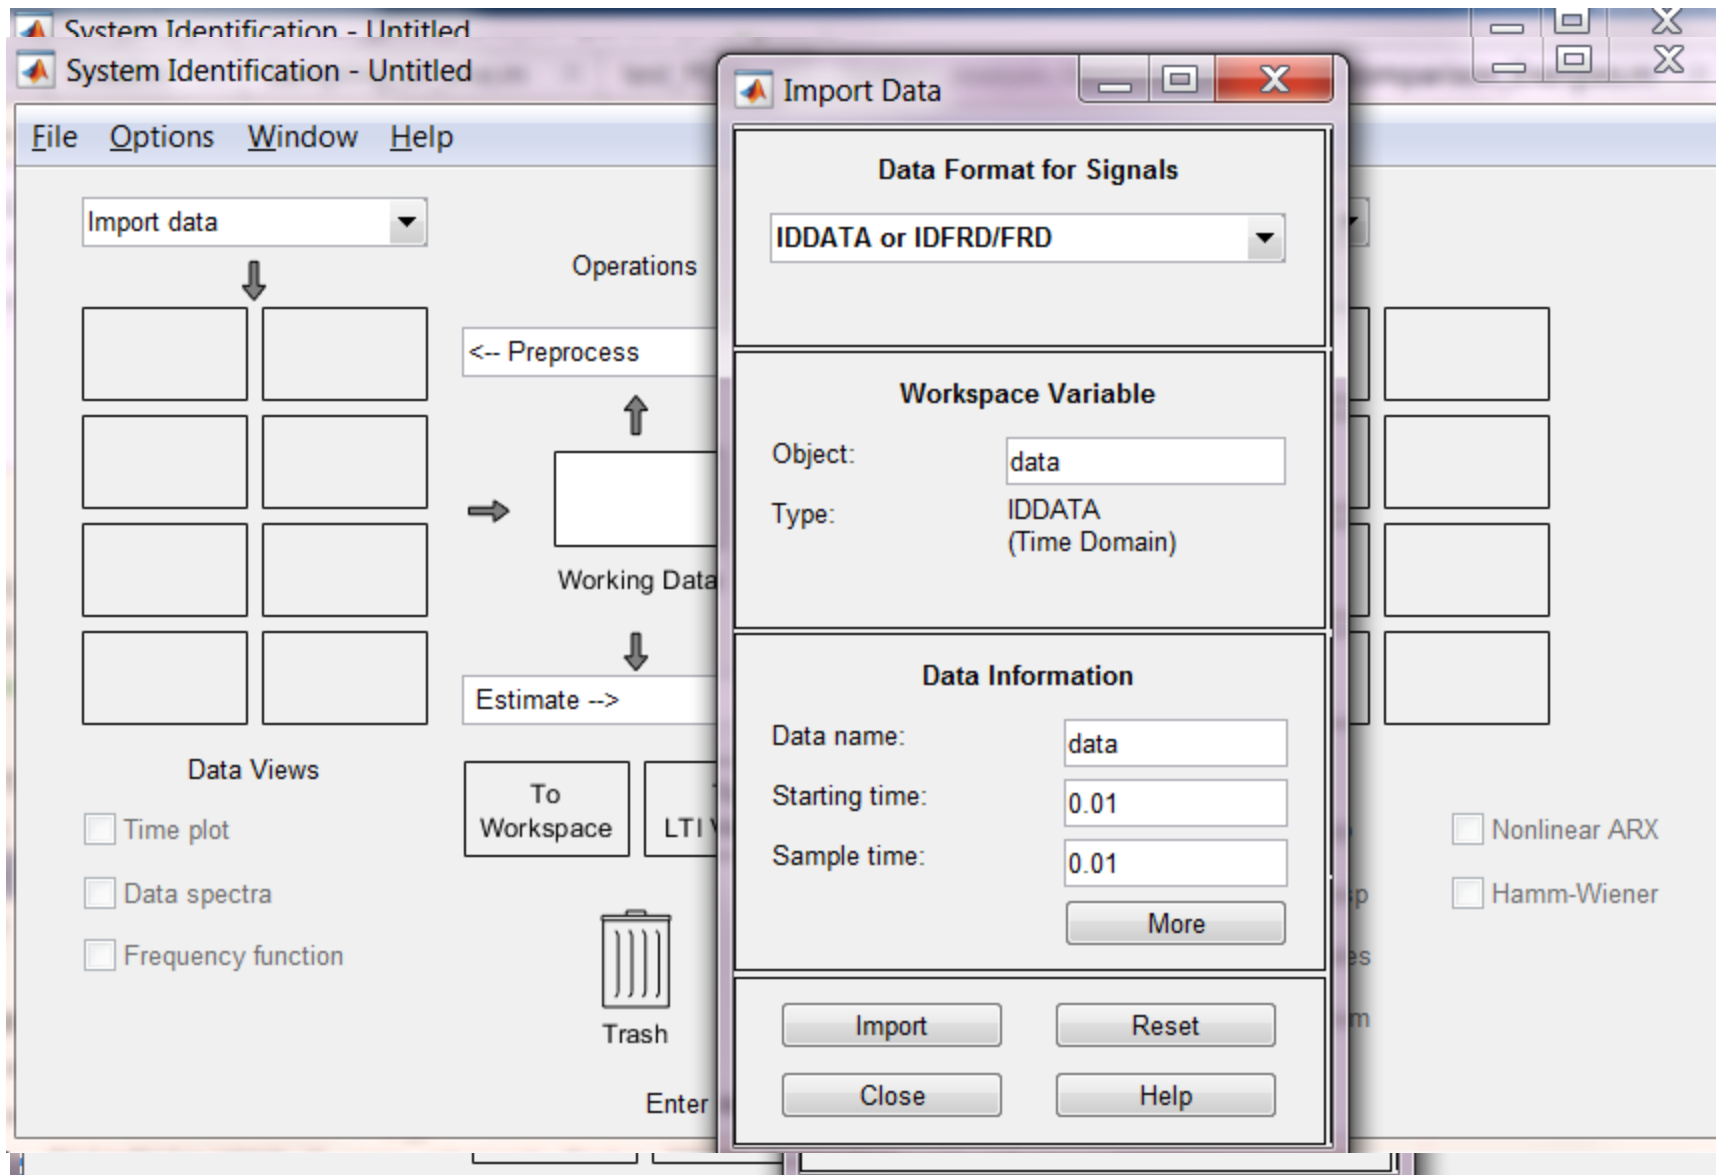 System Identification - Untitled
System Identification - Untitled
File Options Window Help
Import data
Operations
<-- Preprocess
Working Data
Estimate -->
Data Views
Time plot
Data spectra
Frequency function
To
Workspace
LTI
Trash
Enter
Import Data
Data Format for Signals
IDDATA or IDFRD/FRD
Workspace Variable
Object: data
Type: IDDATA
(Time Domain)
Data Information
Data name: data
Starting time: 0.01
Sample time: 0.01
More
Import Reset
Close Help
Nonlinear ARX
Hamm-Wiener